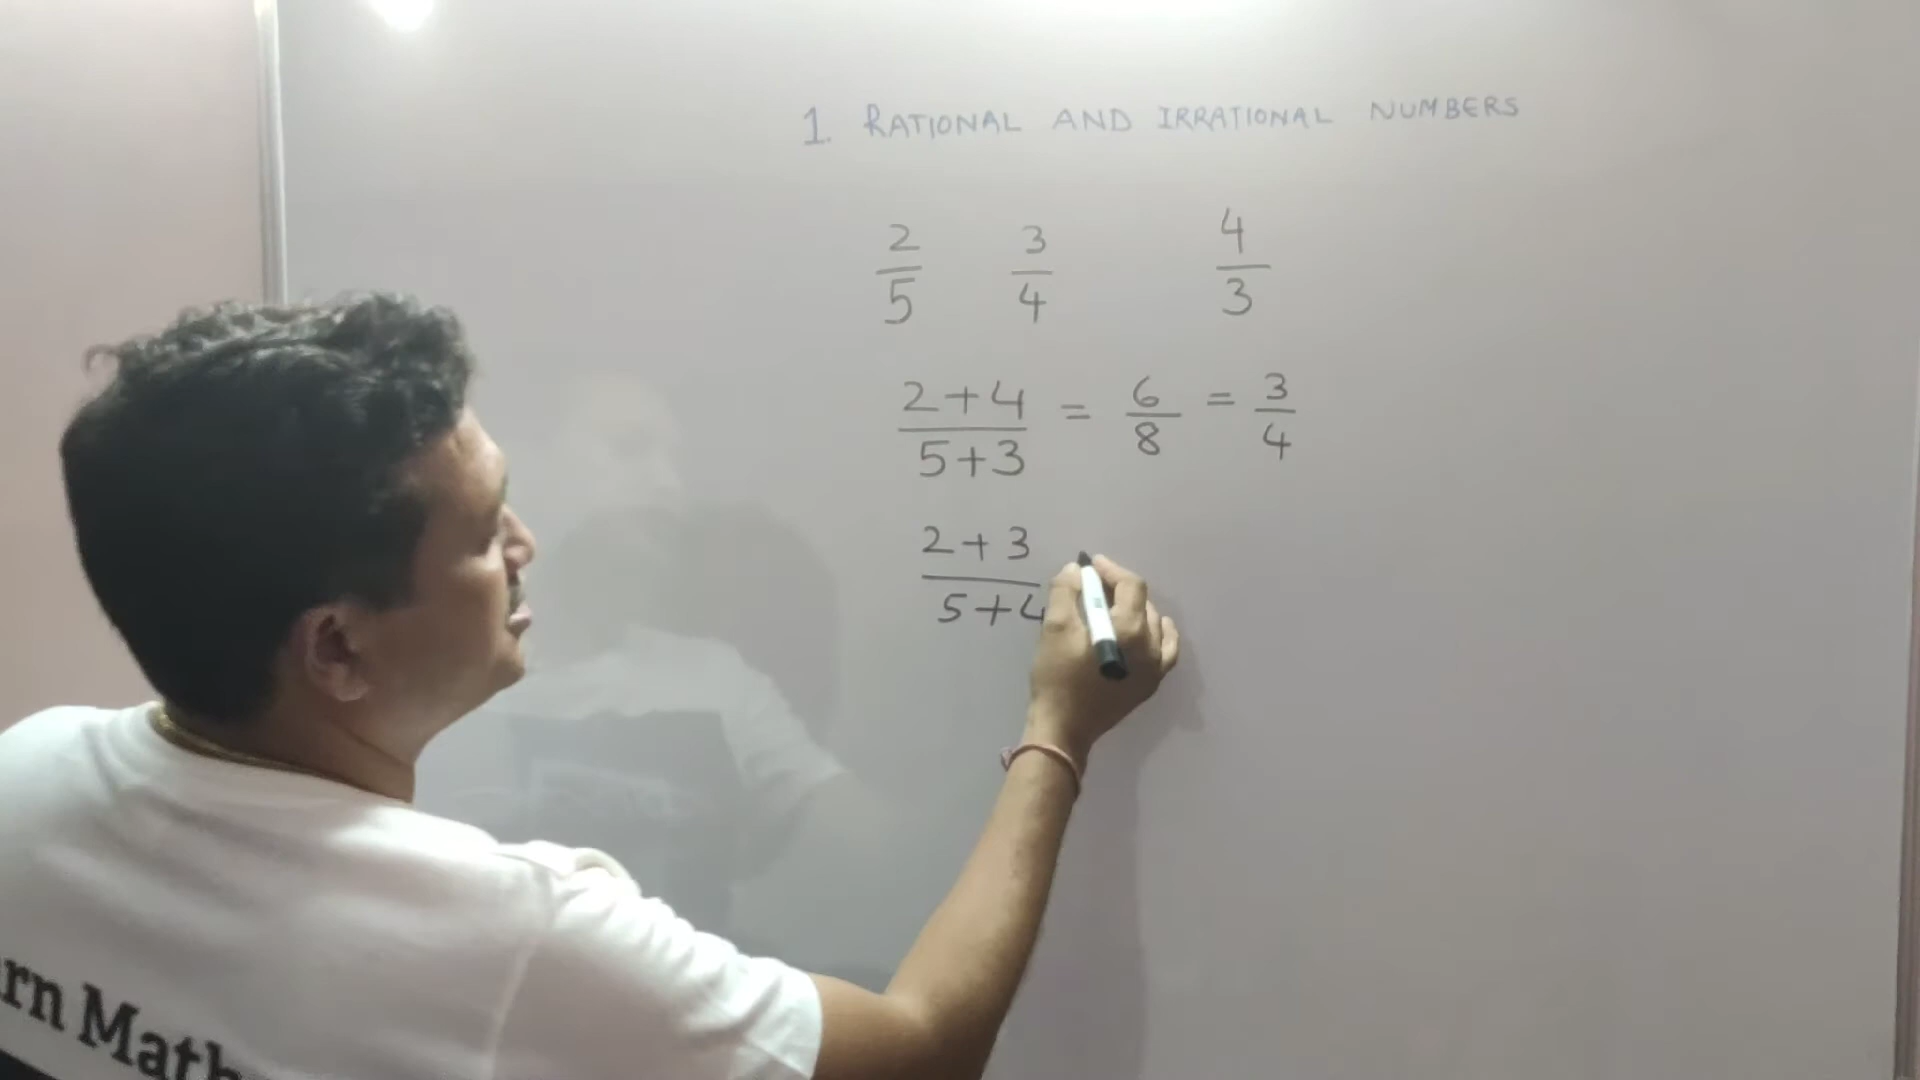 1. RATIONAL AND IRRATIONAL NUMBERS
2/5 3/4 4/3
(2+4)/(5+3) = 6/8 = 3/4
(2+3)/(5+4)
rn Math